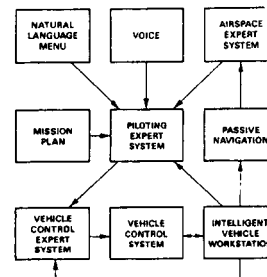 NATURAL
LANGUAGE
MENU
VOICE
AIRSPACE
EXPERT
SYSTEM
MISSION
PLAN
PILOTING
EXPERT
SYSTEM
PASSIVE
NAVIGATION
VEHICLE
CONTROL
EXPERT
SYSTEM
VEHICLE
CONTROL
SYSTEM
INTELLIGENT
VEHICLE
WORKSTATION